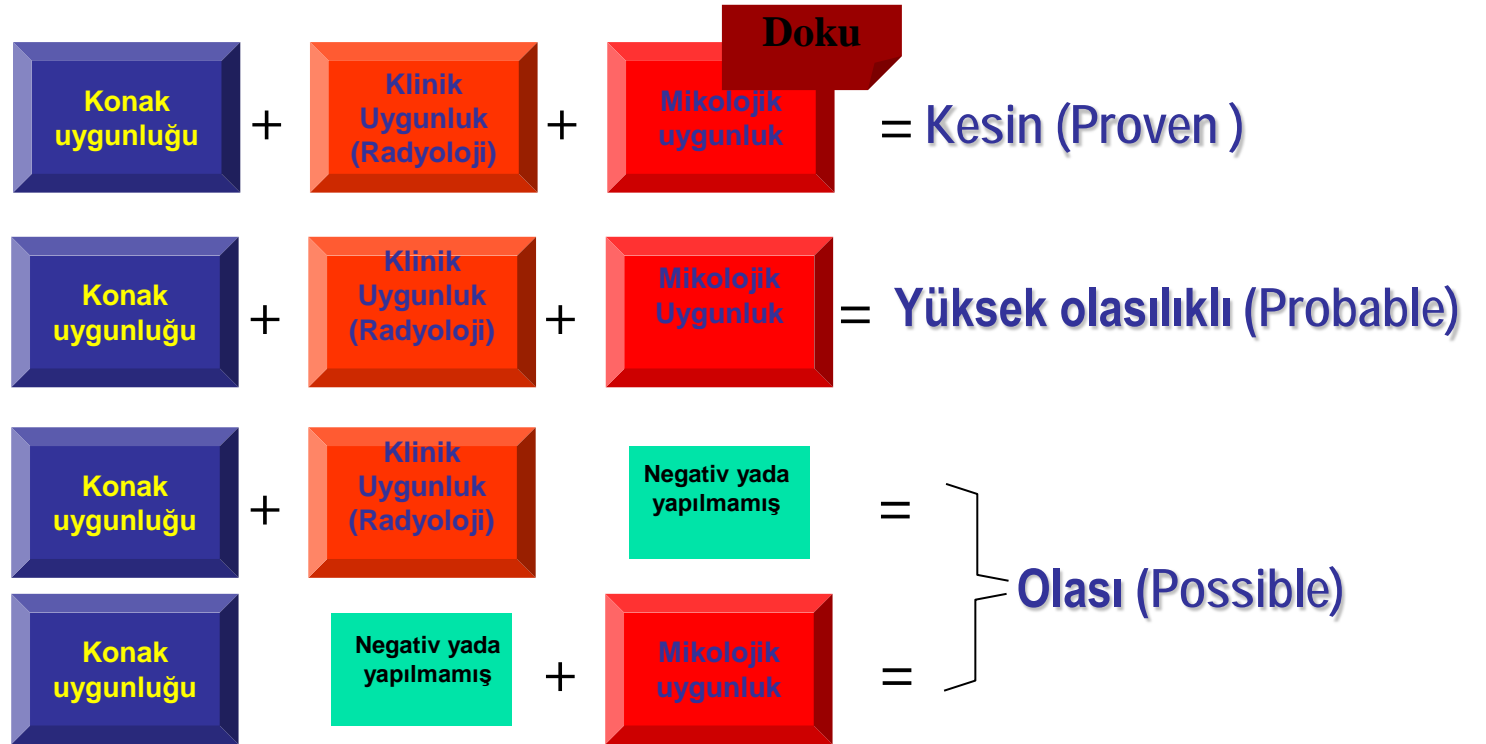 Doku
Konak
uygunluğu
+
Klinik
Uygunluk
(Radyoloji)
+
Mikolojik
uygunluk
= Kesin (Proven )
Konak
uygunluğu
+
Klinik
Uygunluk
(Radyoloji)
+
Mikolojik
Uygunluk
= Yüksek olasılıklı (Probable)
Konak
uygunluğu
+
Klinik
Uygunluk
(Radyoloji)
Negativ yada
yapılmamış
=
Konak
uygunluğu
Negativ yada
yapılmamış
+
Mikolojik
uygunluk
=
Olası (Possible)